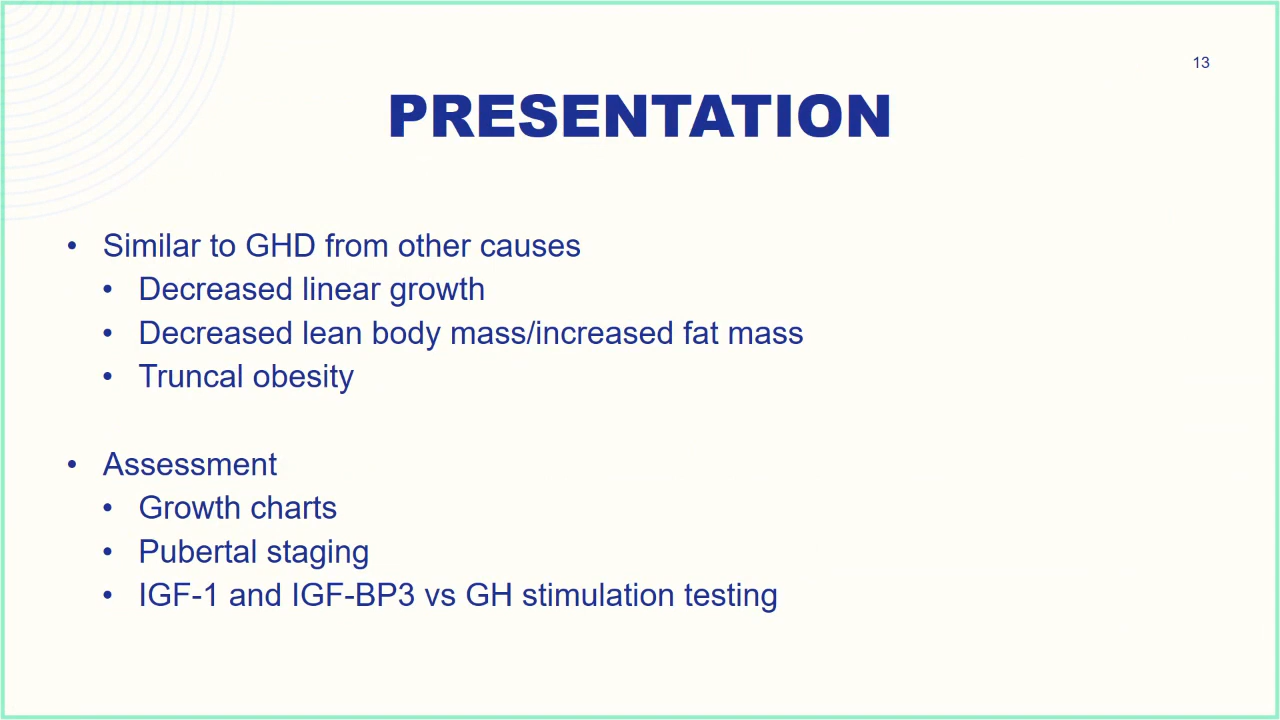 13
PRESENTATION
• Similar to GHD from other causes
• Decreased linear growth
• Decreased lean body mass/increased fat mass
• Truncal obesity
• Assessment
• Growth charts
• Pubertal staging
• IGF-1 and IGF-BP3 vs GH stimulation testing